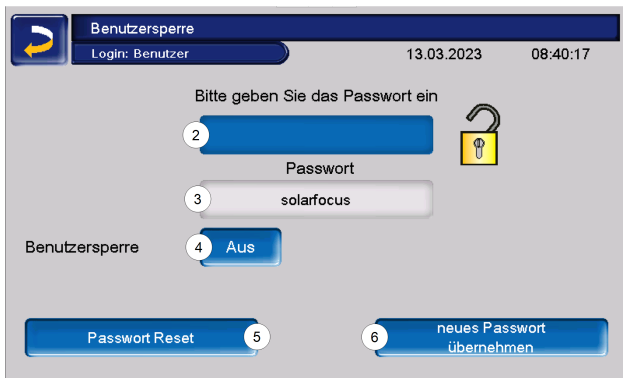 Benutzersperre
Login: Benutzer 13.03.2023 08:40:17
Bitte geben Sie das Passwort ein
2
Passwort
3 solarfocus
Benutzersperre 4 Aus
Passwort Reset 5
6 neues Passwort
übernehmen